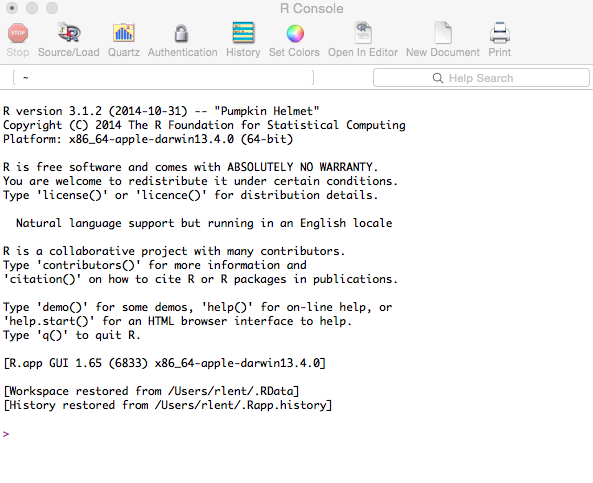 R Console
Stop Source/Load Quartz Authentication History Set Colors Open In Editor New Document Print
~ Help Search
R version 3.1.2 (2014-10-31) -- "Pumpkin Helmet"
Copyright (C) 2014 The R Foundation for Statistical Computing
Platform: x86_64-apple-darwin13.4.0 (64-bit)
R is free software and comes with ABSOLUTELY NO WARRANTY.
You are welcome to redistribute it under certain conditions.
Type 'license()' or 'licence()' for distribution details.
Natural language support but running in an English locale
R is a collaborative project with many contributors.
Type 'contributors()' for more information and
'citation()' on how to cite R or R packages in publications.
Type 'demo()' for some demos, 'help()' for on-line help, or
'help.start()' for an HTML browser interface to help.
Type 'q()' to quit R.
[R.app GUI 1.65 (6833) x86_64-apple-darwin13.4.0]
[Workspace restored from /Users/rlent/.RData]
[History restored from /Users/rlent/.Rapp.history]
>